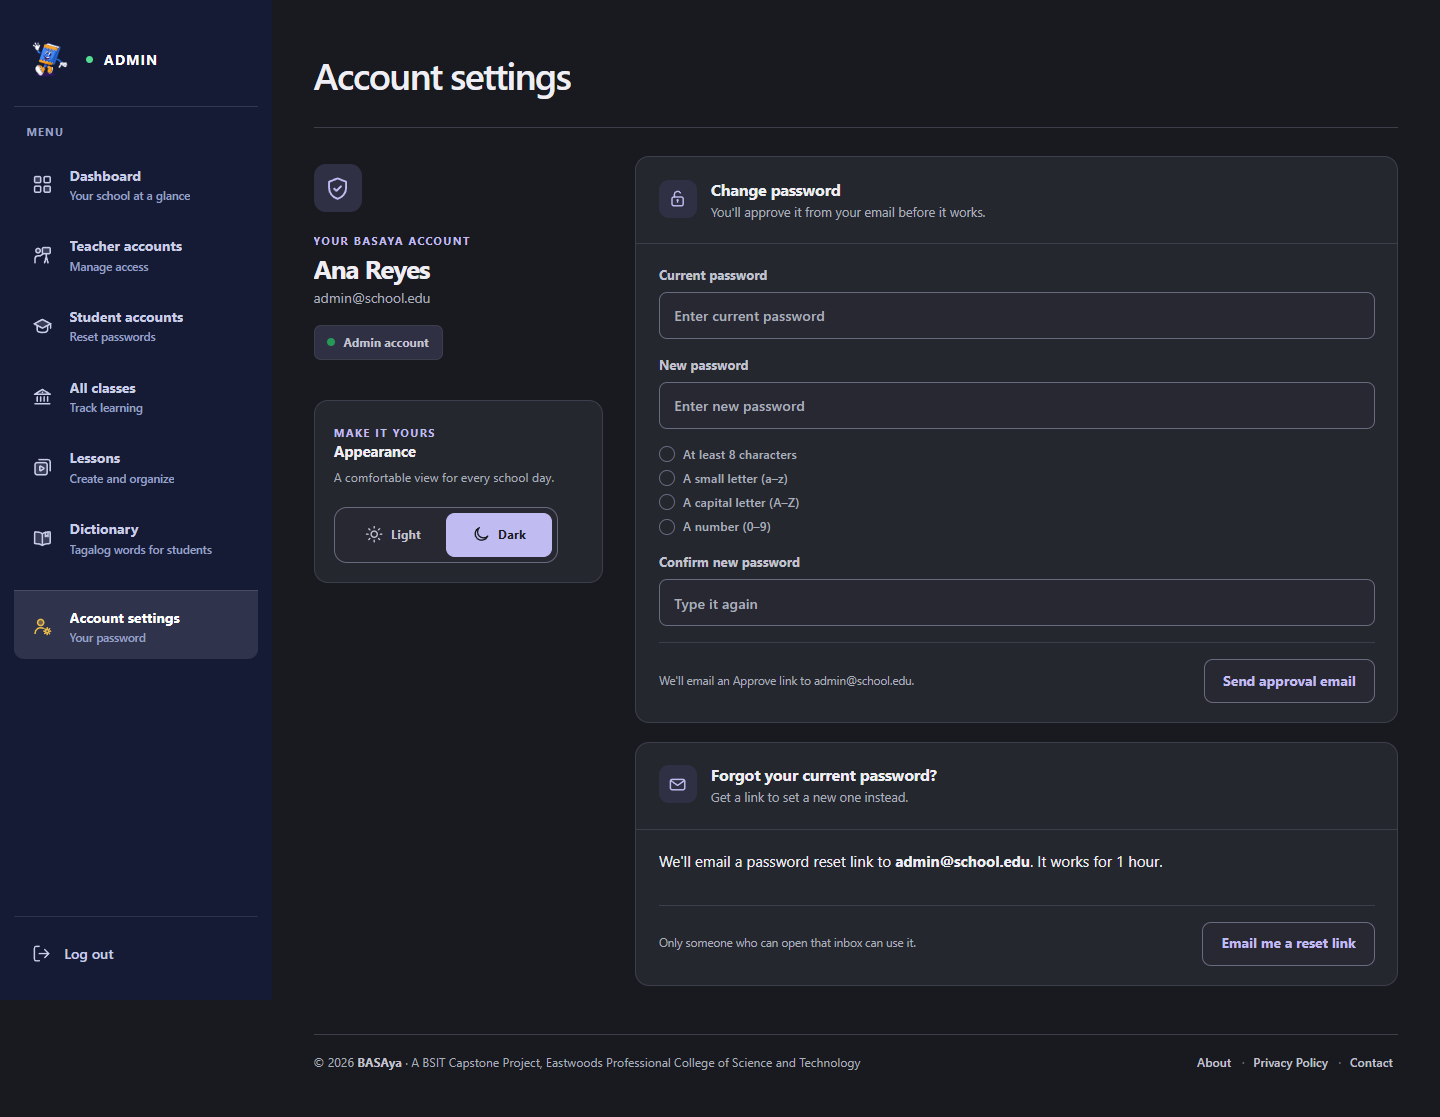 ADMIN
MENU
Dashboard
Your school at a glance
Teacher accounts
Manage access
Student accounts
Reset passwords
All classes
Track learning
Lessons
Create and organize
Dictionary
Tagalog words for students
Account settings
Your password
Log out
Account settings
YOUR BASAYA ACCOUNT
Ana Reyes
admin@school.edu
Admin account
MAKE IT YOURS
Appearance
A comfortable view for every school day.
Light
Dark
Change password
You'll approve it from your email before it works.
Current password
Enter current password
New password
Enter new password
At least 8 characters
A small letter (a–z)
A capital letter (A–Z)
A number (0–9)
Confirm new password
Type it again
We'll email an Approve link to admin@school.edu.
Send approval email
Forgot your current password?
Get a link to set a new one instead.
We'll email a password reset link to admin@school.edu. It works for 1 hour.
Only someone who can open that inbox can use it.
Email me a reset link
© 2026 BASAya · A BSIT Capstone Project, Eastwoods Professional College of Science and Technology
About · Privacy Policy · Contact